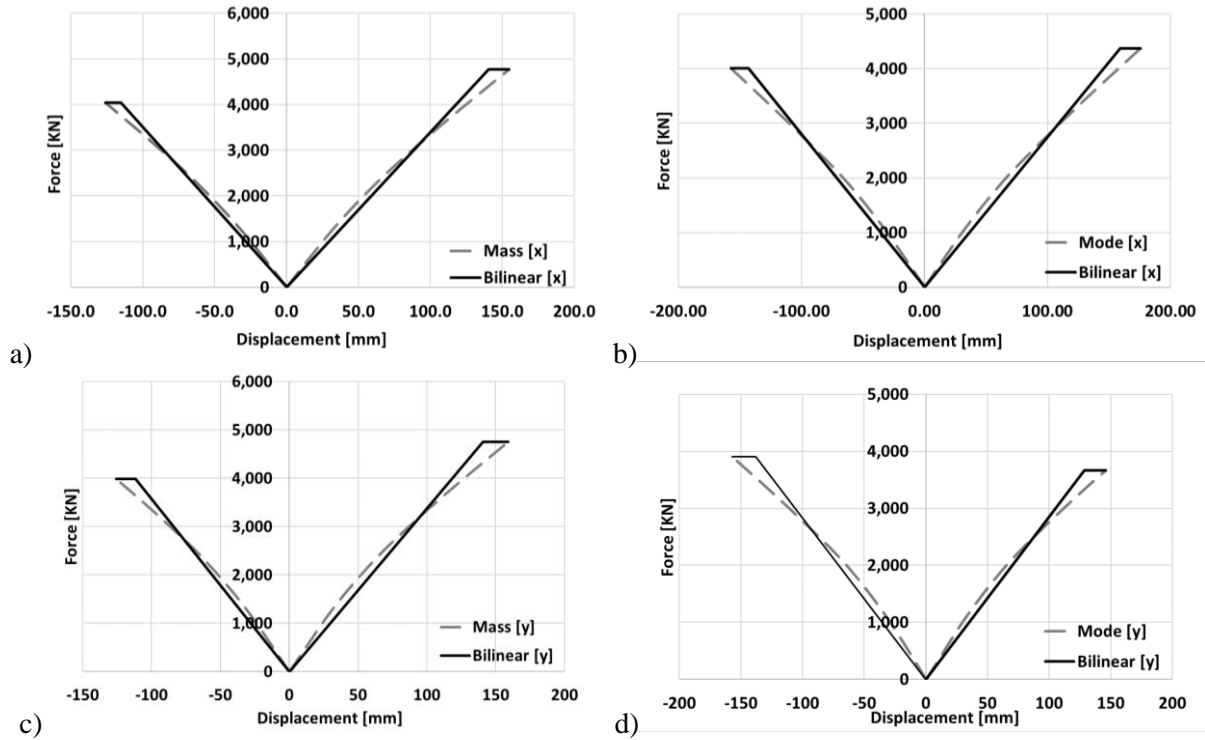 6,000
5,000
4,000
3,000
2,000
1,000
0
Force [KN]
-150.0 -100.0 -50.0 0.0 50.0 100.0 150.0 200.0
Displacement [mm]
Mass [x]
Bilinear [x]
a)
5,000
4,000
3,000
2,000
1,000
0
Force [KN]
-200.00 -100.00 0.00 100.00 200.00
Displacement [mm]
Mode [x]
Bilinear [x]
b)
6,000
5,000
4,000
3,000
2,000
1,000
0
Force [KN]
-150 -100 -50 0 50 100 150 200
Displacement [mm]
Mass [y]
Bilinear [y]
c)
5,000
4,000
3,000
2,000
1,000
0
Force [KN]
-200 -150 -100 -50 0 50 100 150 200
Displacement [mm]
Mode [y]
Bilinear [y]
d)